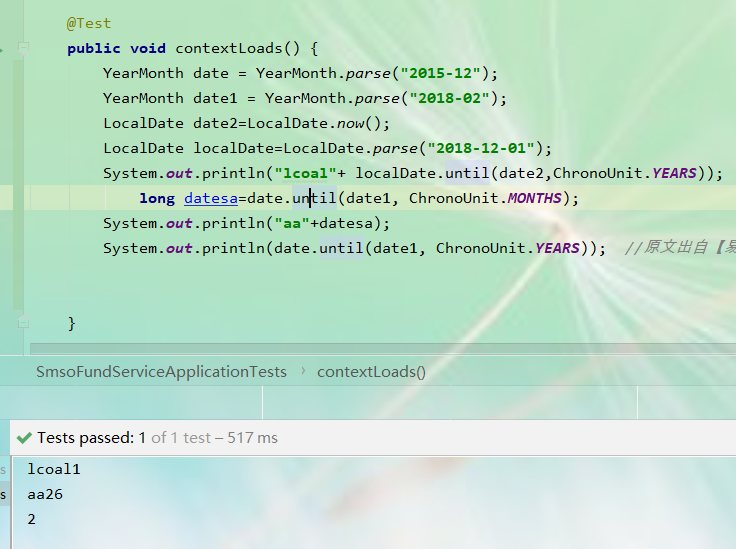 @Test
public void contextLoads() {
YearMonth date = YearMonth.parse("2015-12");
YearMonth date1 = YearMonth.parse("2018-02");
LocalDate date2=LocalDate.now();
LocalDate localDate=LocalDate.parse("2018-12-01");
System.out.println("lcoal"+ localDate.until(date2,ChronoUnit.YEARS));
long datesa=date.until(date1, ChronoUnit.MONTHS);
System.out.println("aa"+datesa);
System.out.println(date.until(date1, ChronoUnit.YEARS)); //原文出自【易
}
SmsoFundServiceApplicationTests › contextLoads()
Tests passed: 1 of 1 test – 517 ms
s lcoal1
s aa26
2